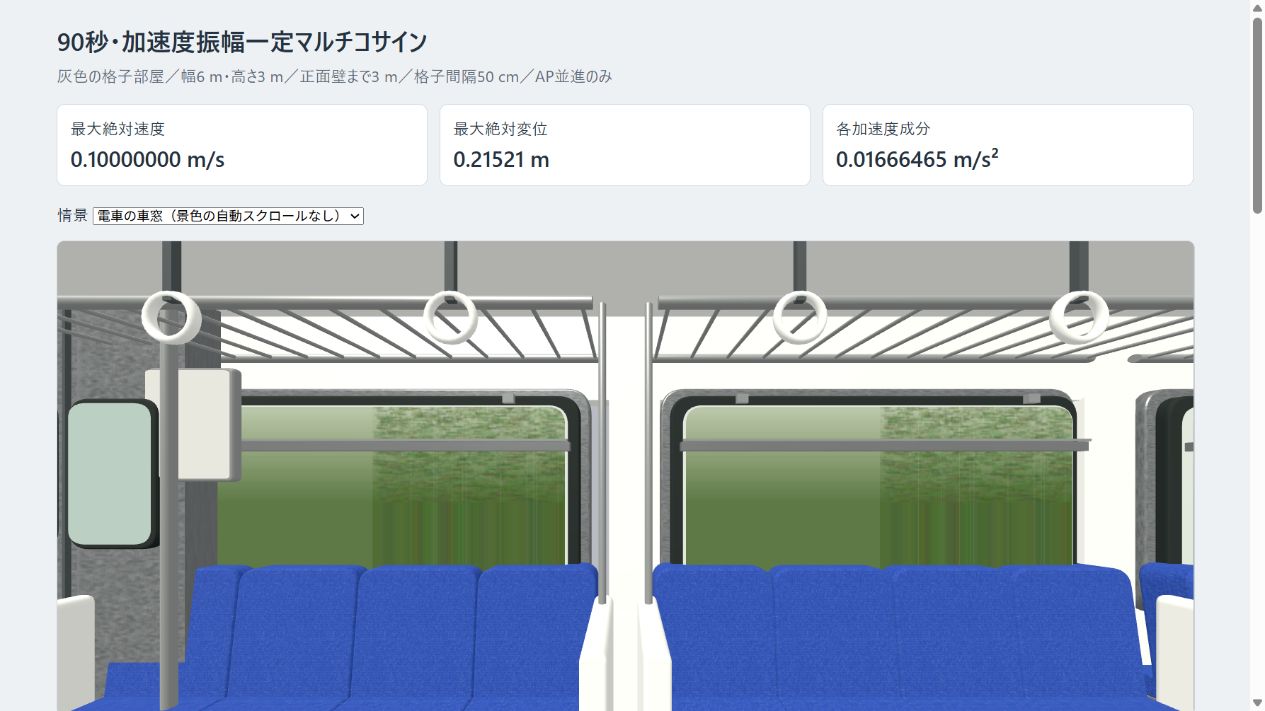 90秒・加速度振幅一定マルチコサイン
灰色の格子部屋／幅6 m・高さ3 m／正面壁まで3 m／格子間隔50 cm／AP並進のみ
最大絶対速度
0.10000000 m/s
最大絶対変位
0.21521 m
各加速度成分
0.01666465 m/s²
情景 電車の車窓（景色の自動スクロールなし）